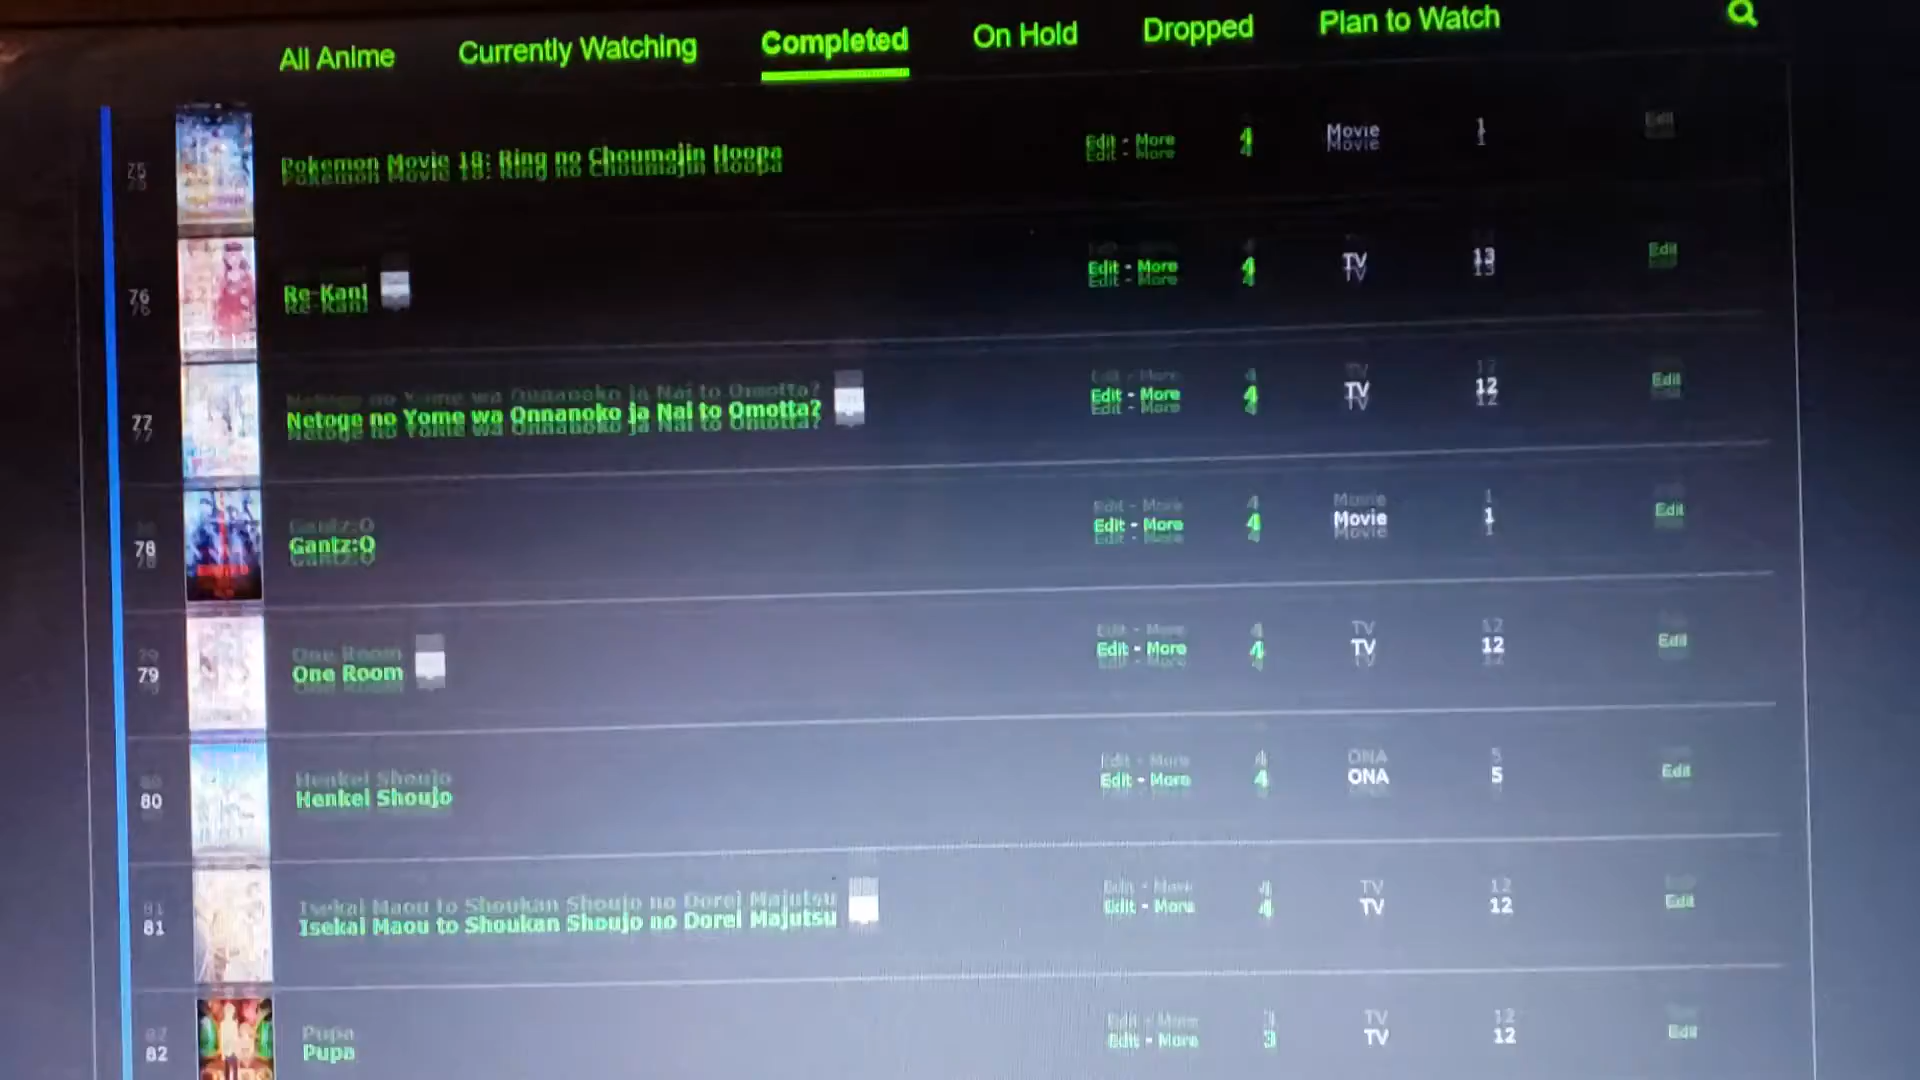 All Anime Currently Watching Completed On Hold Dropped Plan to Watch
75 Pokemon Movie 18: Ring no Choumajin Hoopa Edit - More 4 Movie 1 Edit
76 Re-Kan! Edit - More 4 TV 13 Edit
77 Netoge no Yome wa Onnanoko ja Nai to Omotta? Edit - More 4 TV 12 Edit
78 Gantz:O Edit - More 4 Movie 1 Edit
79 One Room Edit - More 4 TV 12 Edit
80 Henkei Shoujo Edit - More 4 ONA 5 Edit
81 Isekai Maou to Shoukan Shoujo no Dorei Majutsu Edit - More 4 TV 12 Edit
82 Pupa Edit - More 3 TV 12 Edit